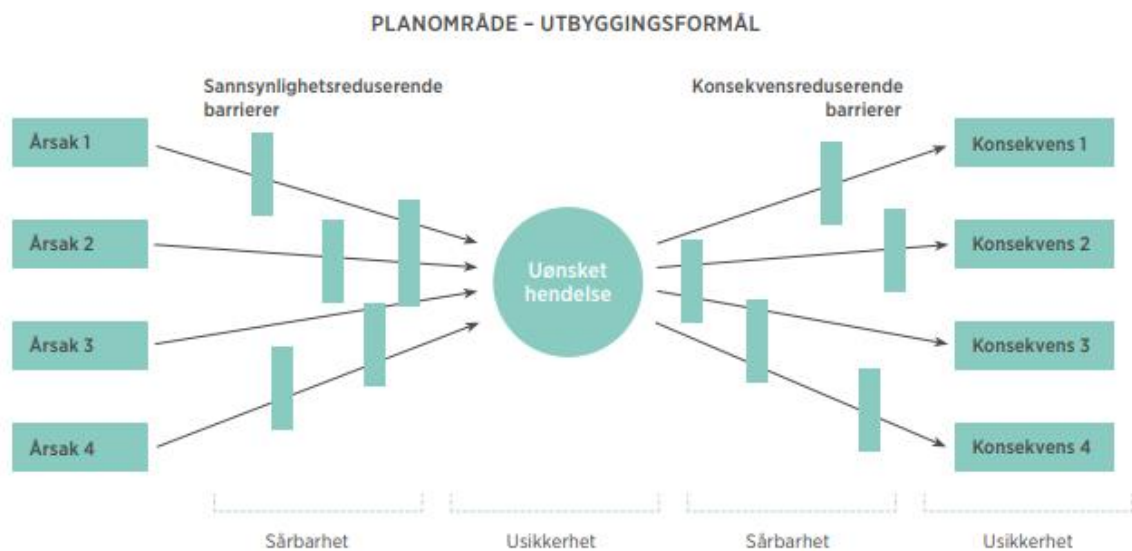 PLANOMRÅDE – UTBYGGINGSFORMÅL
Sannsynlighetsreduserende
barrierer
Konsekvensreduserende
barrierer
Årsak 1
Årsak 2
Årsak 3
Årsak 4
Uønsket
hendelse
Konsekvens 1
Konsekvens 2
Konsekvens 3
Konsekvens 4
Sårbarhet
Usikkerhet
Sårbarhet
Usikkerhet